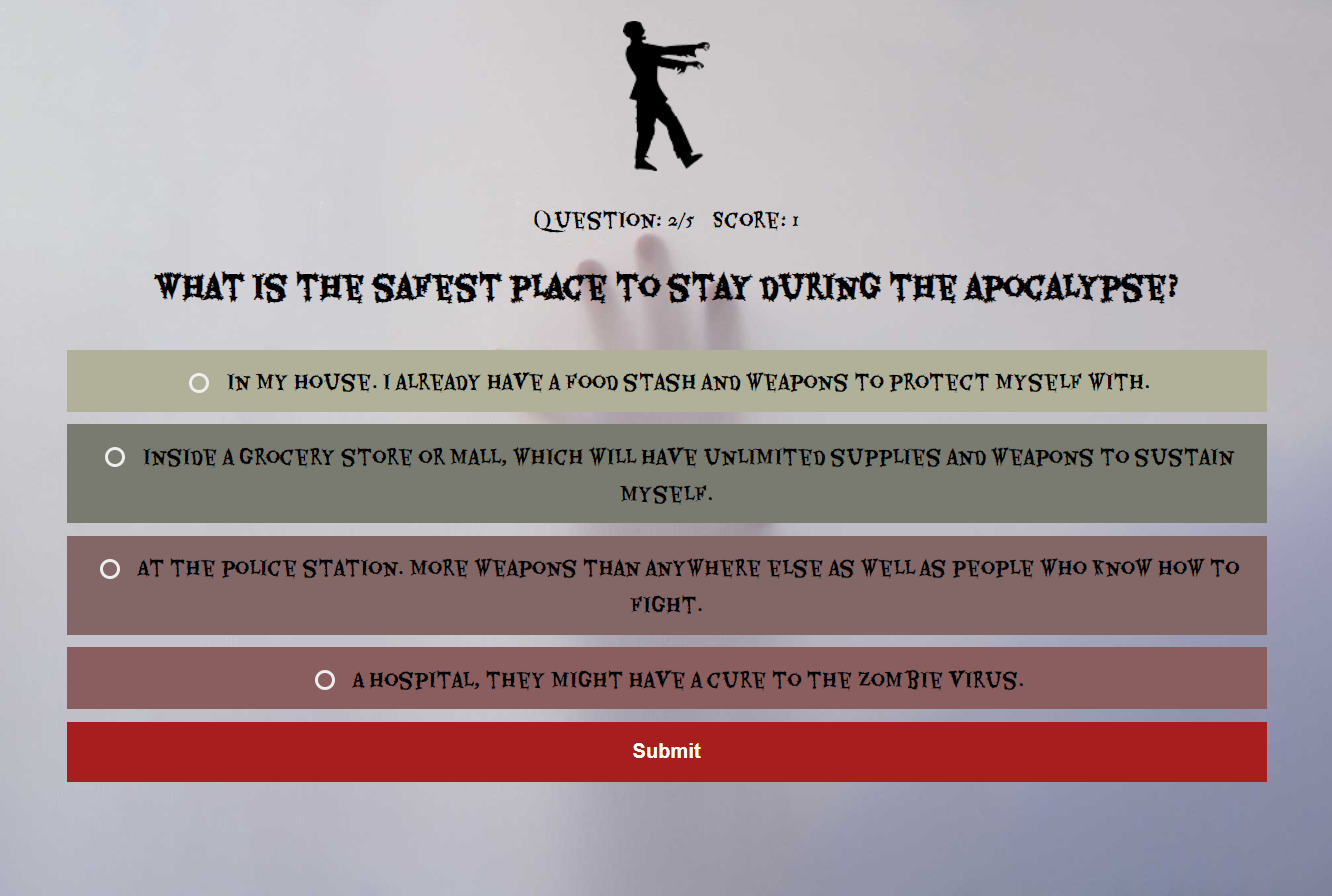 QUESTION: 2/5 SCORE: 1
WHAT IS THE SAFEST PLACE TO STAY DURING THE APOCALYPSE?
IN MY HOUSE. I ALREADY HAVE A FOOD STASH AND WEAPONS TO PROTECT MYSELF WITH.
INSIDE A GROCERY STORE OR MALL, WHICH WILL HAVE UNLIMITED SUPPLIES AND WEAPONS TO SUSTAIN
MYSELF.
AT THE POLICE STATION. MORE WEAPONS THAN ANYWHERE ELSE AS WELL AS PEOPLE WHO KNOW HOW TO
FIGHT.
A HOSPITAL, THEY MIGHT HAVE A CURE TO THE ZOMBIE VIRUS.
Submit